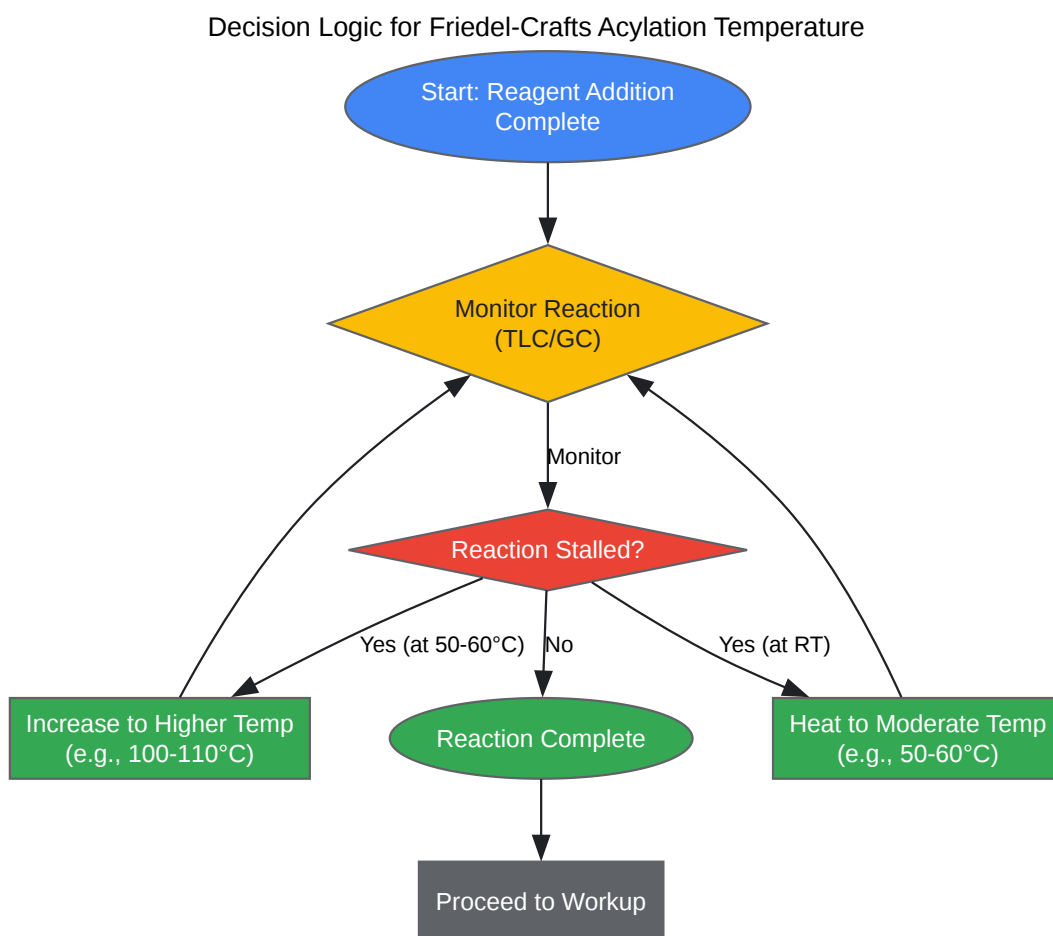 Decision Logic for Friedel-Crafts Acylation Temperature
Start: Reagent Addition
Complete
Monitor Reaction
(TLC/GC)
Monitor
Reaction Stalled?
Yes (at 50-60°C)
No
Yes (at RT)
Increase to Higher Temp
(e.g., 100-110°C)
Reaction Complete
Heat to Moderate Temp
(e.g., 50-60°C)
Proceed to Workup